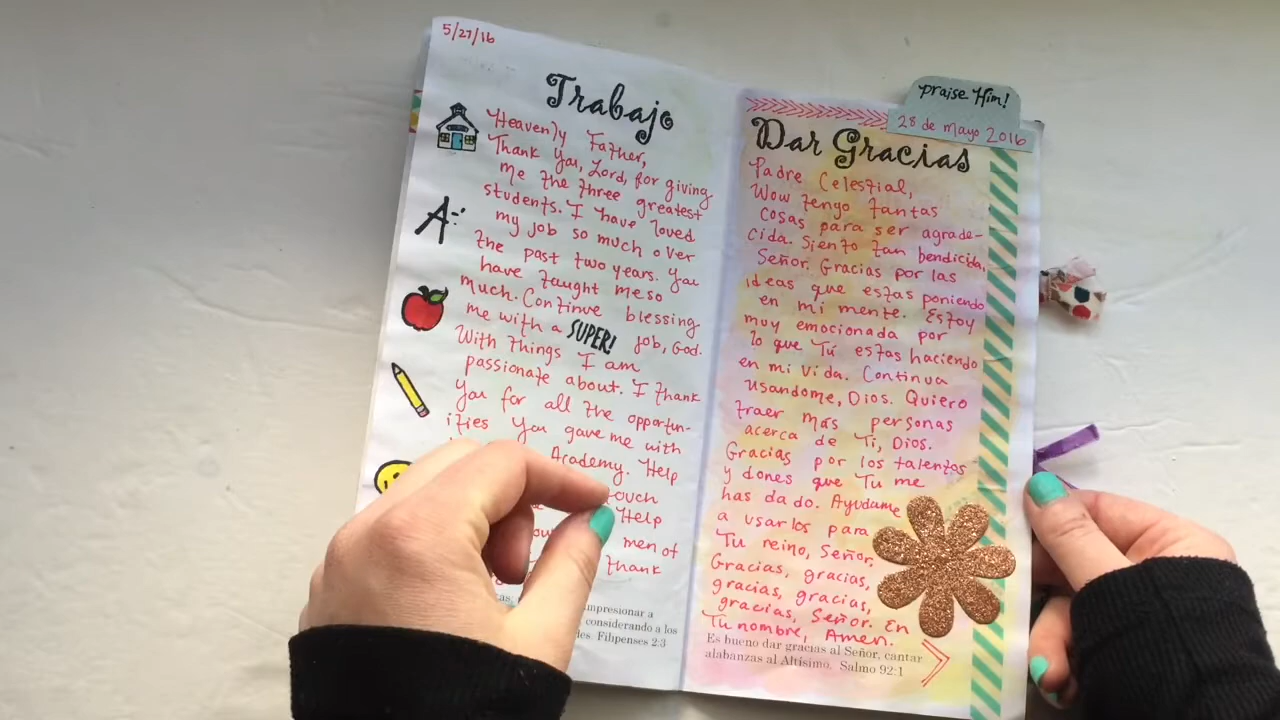 5/27/16
Trabajo
Heavenly Father,
Thank You, Lord, for giving
me the three greatest
students. I have loved
my job so much over
the past two years. You
have taught me so
much. Continue blessing
me with a SUPER! job, God.
With things I am
passionate about. I thank
You for all the opportun-
ities You gave me with
Academy. Help
touch
Help
men of
Thank
impresionar a
considerando a los
Filipenses 2:3
A
praise Him!
28 de mayo 2016
Dar Gracias
Padre Celestial,
Wow tengo tantas
cosas para ser agrade-
cida. Siento tan bendicida,
Señor. Gracias por las
ideas que estas poniendo
en mi mente. Estoy
muy emocionada por
lo que Tú estas haciendo
en mi vida. Continua
usandome, Dios. Quiero
traer más personas
acerca de Ti, Dios.
Gracias por los talentos
y dones que Tu me
has dado. Ayudame
a usarlos para
Tu reino, Señor.
Gracias, gracias,
gracias, gracias,
gracias, Señor. En
Tu nombre, Amen.
Es bueno dar gracias al Señor, cantar
alabanzas al Altísimo. Salmo 92:1